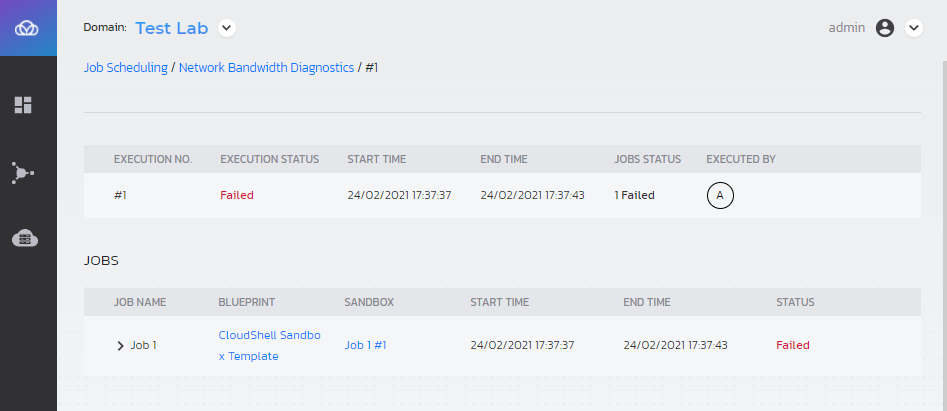 Domain: Test Lab
admin
Job Scheduling / Network Bandwidth Diagnostics / #1
EXECUTION NO. EXECUTION STATUS START TIME END TIME JOBS STATUS EXECUTED BY
#1 Failed 24/02/2021 17:37:37 24/02/2021 17:37:43 1 Failed A
JOBS
JOB NAME BLUEPRINT SANDBOX START TIME END TIME STATUS
Job 1 CloudShell Sandbo
x Template Job 1 #1 24/02/2021 17:37:37 24/02/2021 17:37:43 Failed